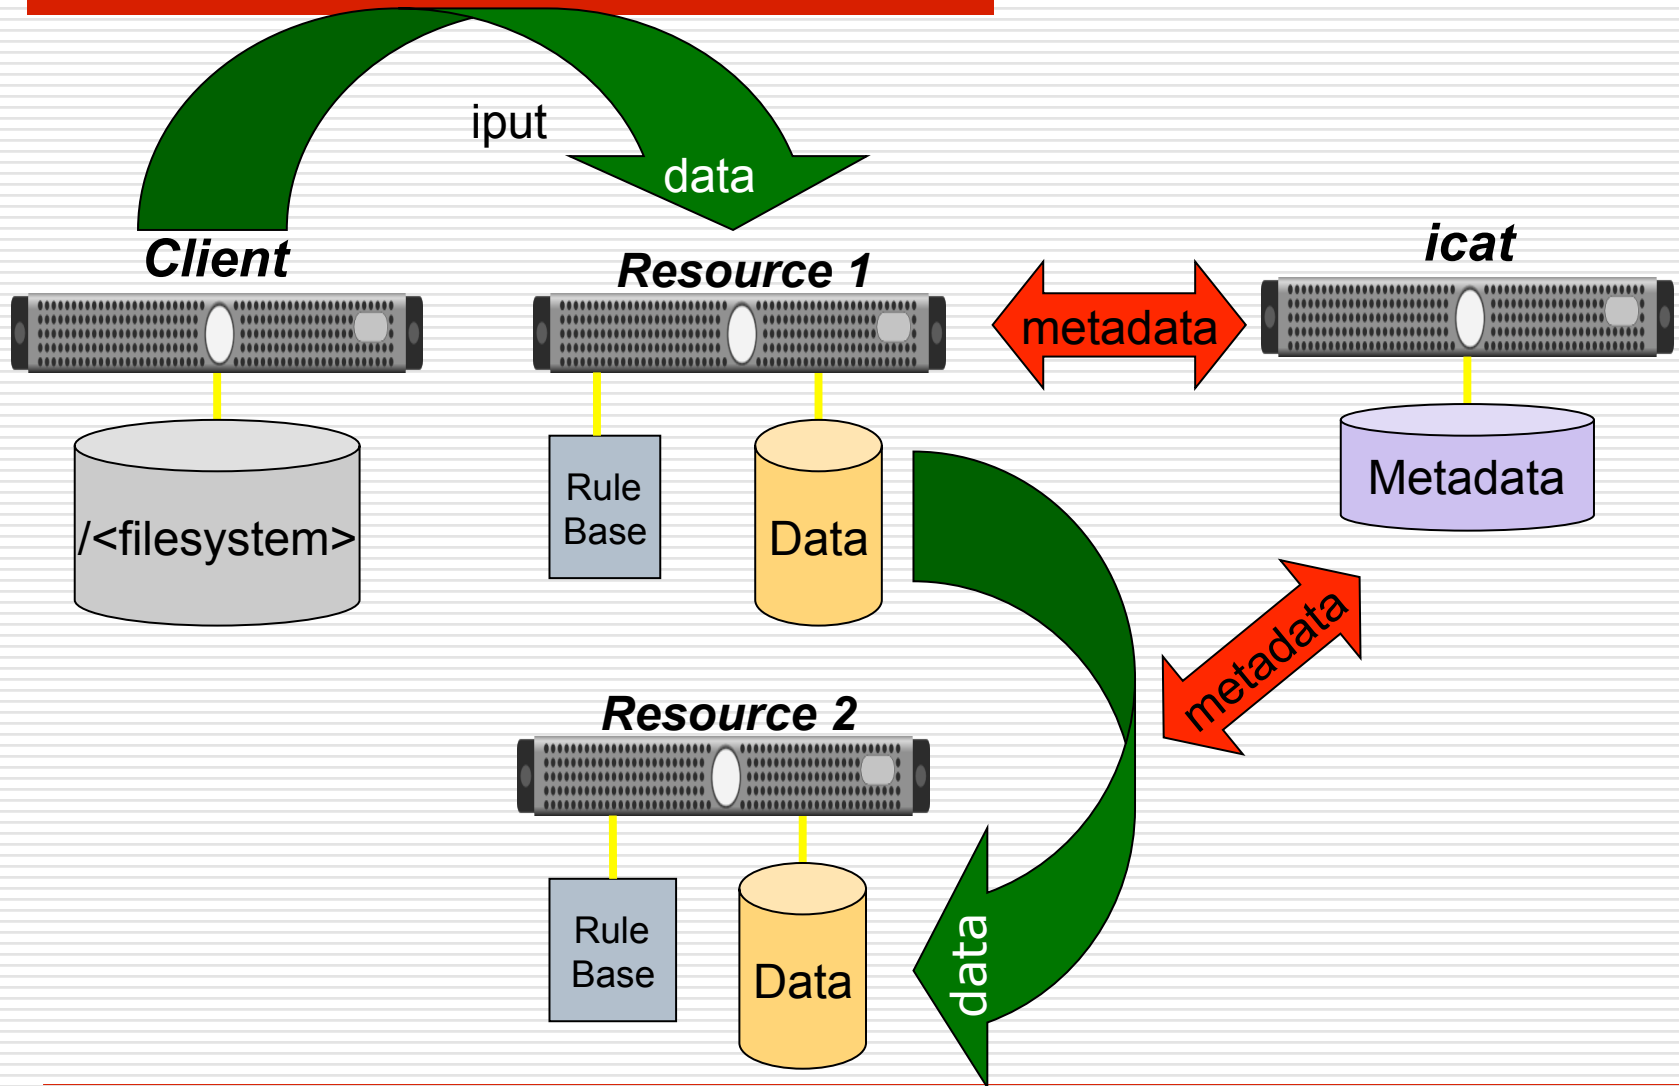 iput
data
Client
Resource 1
icat
metadata
/<filesystem>
Rule
Base
Data
Metadata
metadata
Resource 2
Rule
Base
Data
data